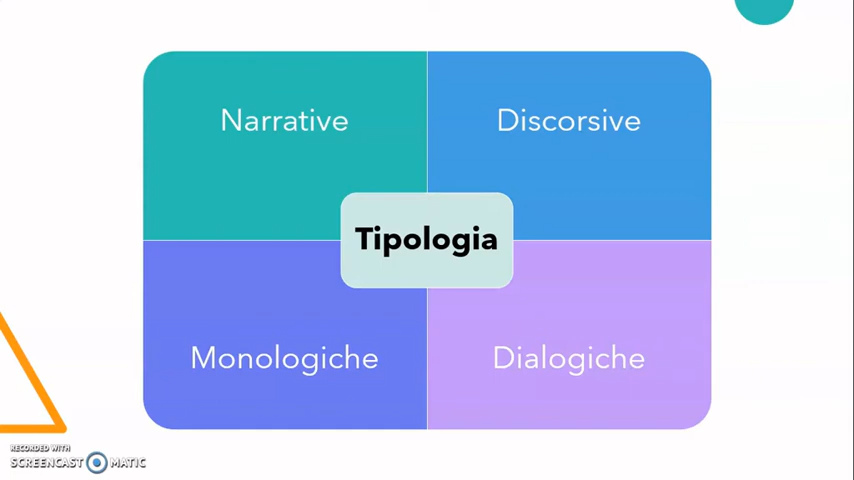 Narrative
Discorsive
Tipologia
Monologiche
Dialogiche
RECORDED WITH
SCREENCAST MATIC